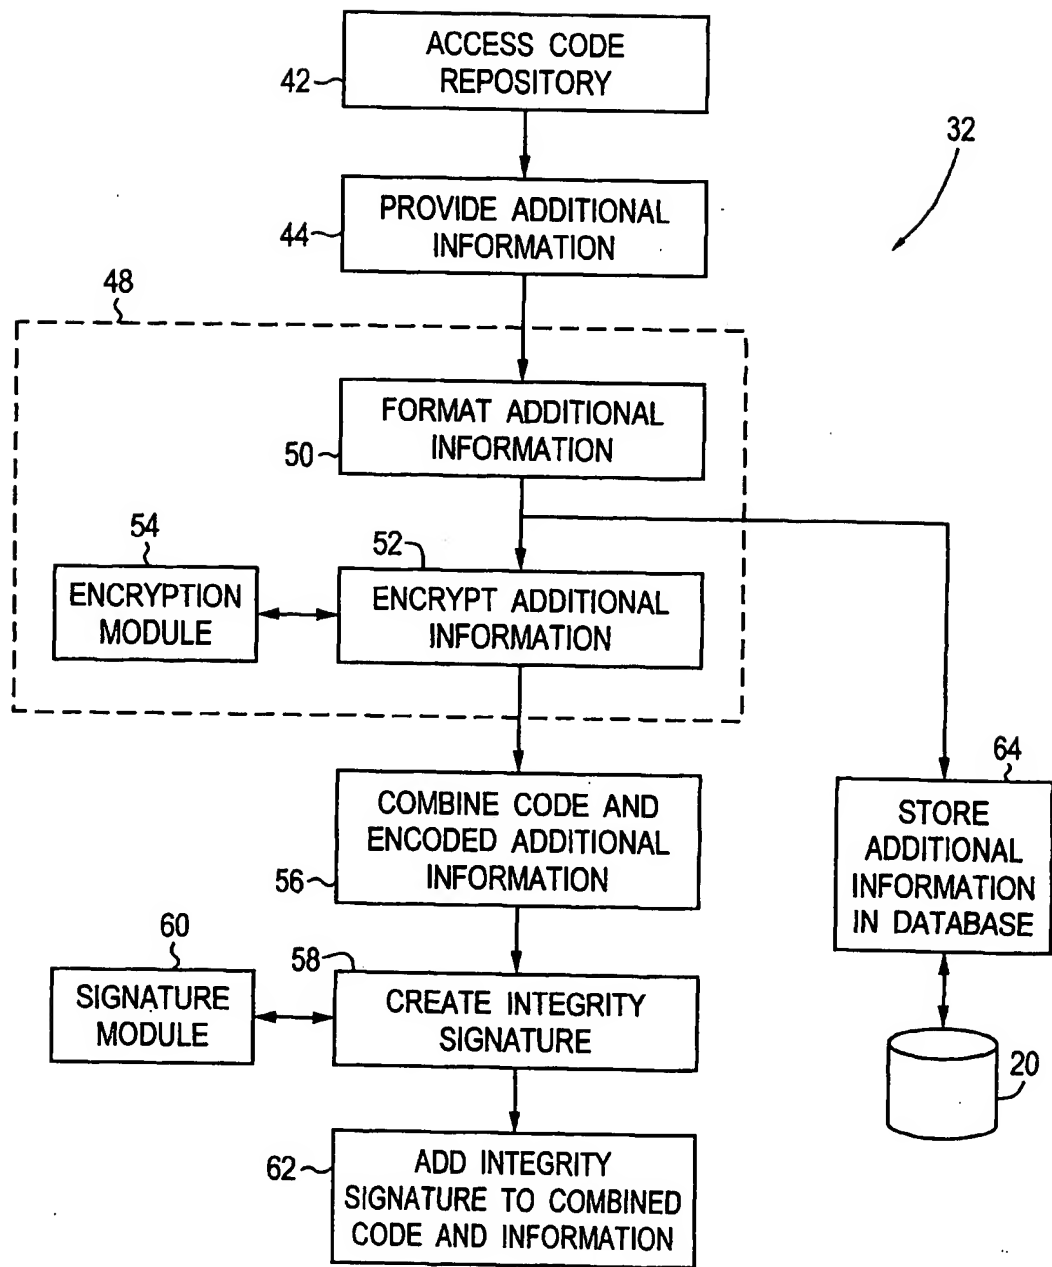 ACCESS CODE
REPOSITORY
42
32
PROVIDE ADDITIONAL
INFORMATION
44
48
FORMAT ADDITIONAL
INFORMATION
50
54
52
ENCRYPTION
MODULE
ENCRYPT ADDITIONAL
INFORMATION
64
COMBINE CODE AND
ENCODED ADDITIONAL
INFORMATION
56
STORE
ADDITIONAL
INFORMATION
IN DATABASE
60
58
SIGNATURE
MODULE
CREATE INTEGRITY
SIGNATURE
20
62
ADD INTEGRITY
SIGNATURE TO COMBINED
CODE AND INFORMATION